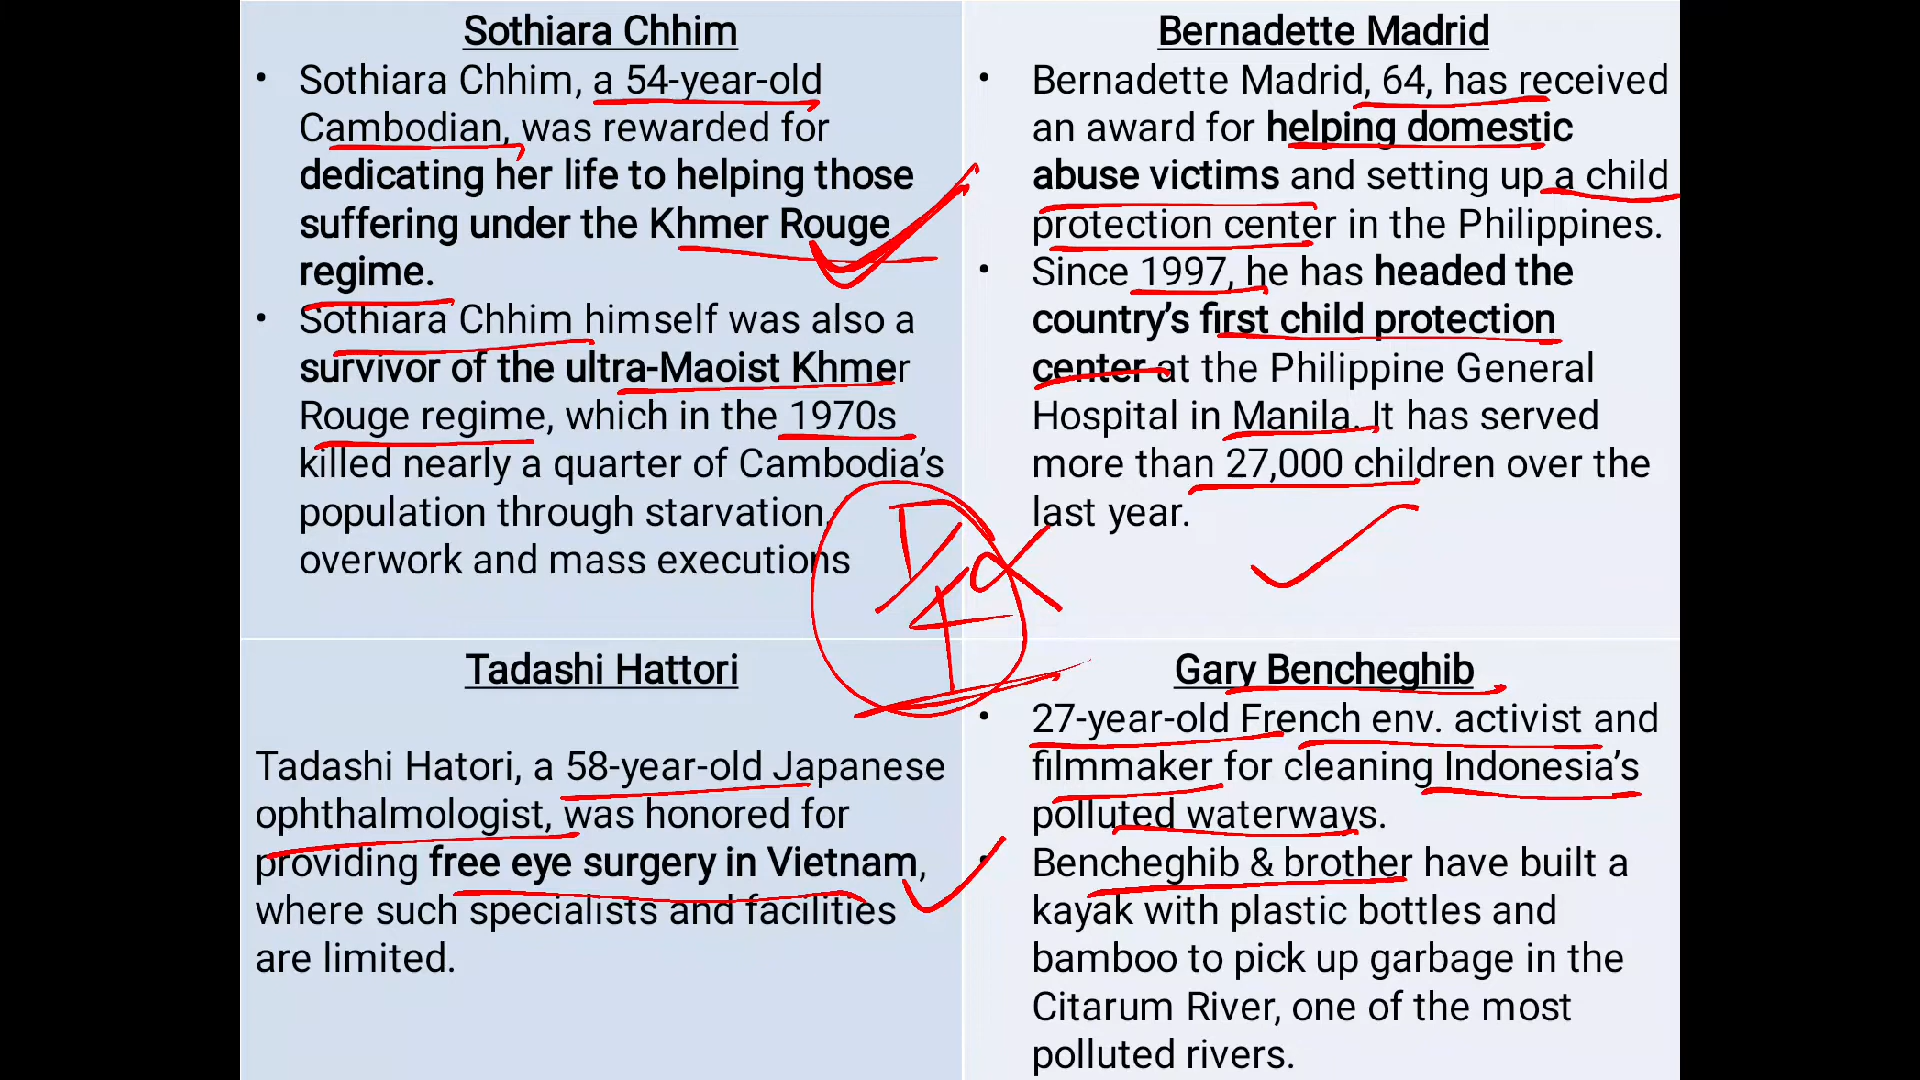 Sothiara Chhim
• Sothiara Chhim, a 54-year-old
Cambodian, was rewarded for
dedicating her life to helping those
suffering under the Khmer Rouge
regime.
• Sothiara Chhim himself was also a
survivor of the ultra-Maoist Khmer
Rouge regime, which in the 1970s
killed nearly a quarter of Cambodia's
population through starvation,
overwork and mass executions
Bernadette Madrid
• Bernadette Madrid, 64, has received
an award for helping domestic
abuse victims and setting up a child
protection center in the Philippines.
• Since 1997, he has headed the
country's first child protection
center at the Philippine General
Hospital in Manila. It has served
more than 27,000 children over the
last year.
Tadashi Hattori
Tadashi Hatori, a 58-year-old Japanese
ophthalmologist, was honored for
providing free eye surgery in Vietnam,
where such specialists and facilities
are limited.
Gary Bencheghib
• 27-year-old French env. activist and
filmmaker for cleaning Indonesia's
polluted waterways.
• Bencheghib & brother have built a
kayak with plastic bottles and
bamboo to pick up garbage in the
Citarum River, one of the most
polluted rivers.